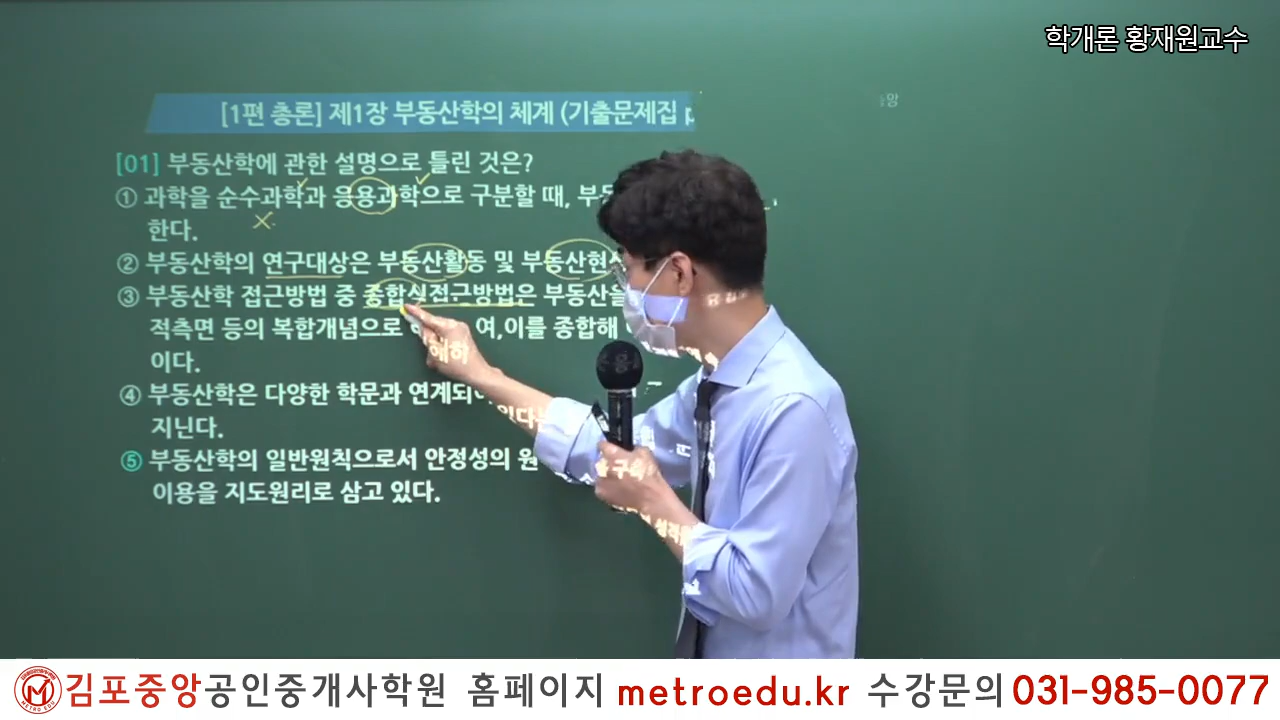 학개론 황재원교수
[1편 총론] 제1장 부동산학의 체계 (기출문제집 p
[01] 부동산학에 관한 설명으로 틀린 것은?
① 과학을 순수과학과 응용과학으로 구분할 때,
한다.
② 부동산학의 연구대상은 부동산활동 및
③ 부동산학 접근방법 중 종합식접근방법은 부동산을
적측면 등의 복합개념으로 여,이를 종합해
이다.
④ 부동산학은 다양한 학문과
지닌다.
⑤ 부동산학의 일반원칙으로서 안정성의 원
이용을 지도원리로 삼고 있다.
METRO EDU
김포중앙공인중개사학원 홈페이지 metroedu.kr 수강문의 031-985-0077